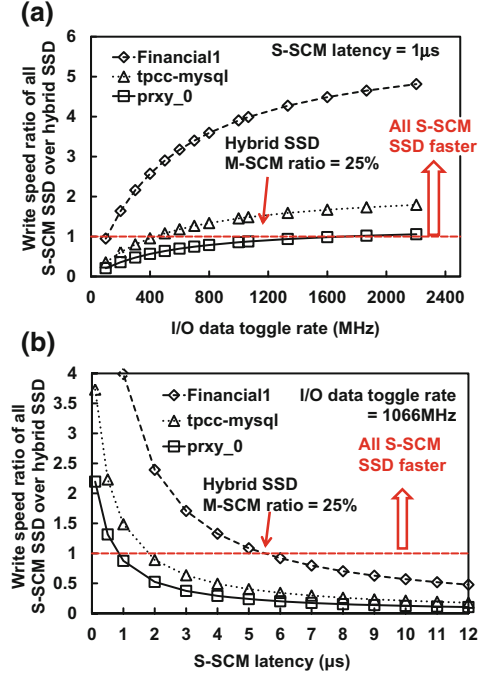 (a)
Write speed ratio of all
S-SCM SSD over hybrid SSD
6
5
4
3
2
1
0
Financial1
tpcc-mysql
prxy_0
S-SCM latency = 1μs
Hybrid SSD
M-SCM ratio = 25%
All S-SCM
SSD faster
0 400 800 1200 1600 2000 2400
I/O data toggle rate (MHz)
(b)
Write speed ratio of all
S-SCM SSD over hybrid SSD
4
3.5
3
2.5
2
1.5
1
0.5
0
Financial1
tpcc-mysql
prxy_0
I/O data toggle rate
= 1066MHz
All S-SCM
SSD faster
Hybrid SSD
M-SCM ratio = 25%
0 1 2 3 4 5 6 7 8 9 10 11 12
S-SCM latency (μs)